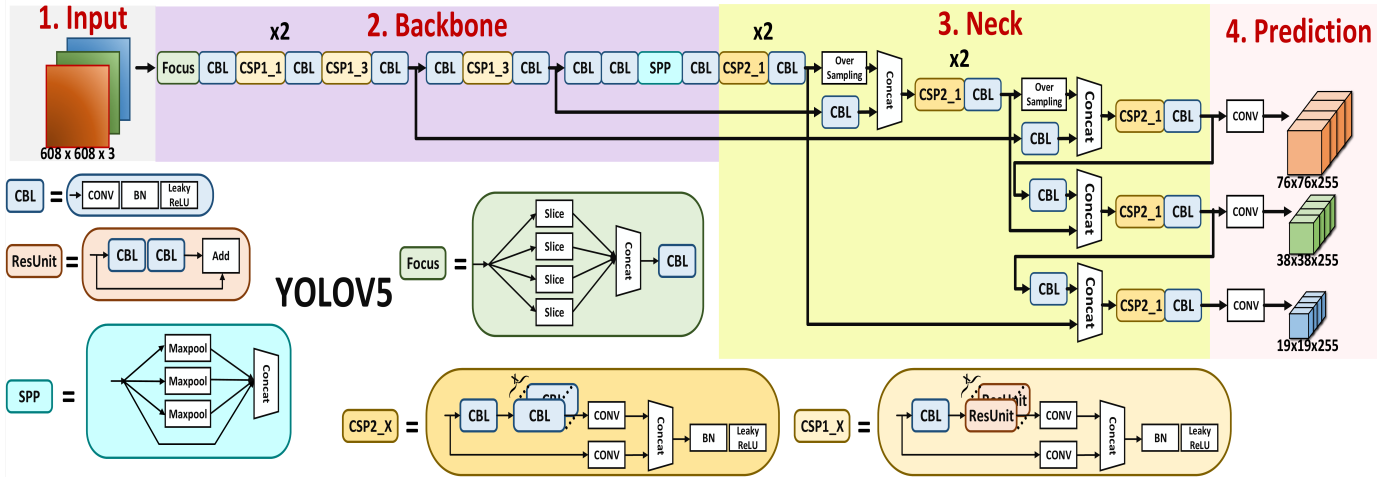 1. Input
2. Backbone
3. Neck
4. Prediction
x2
x2
x2
Focus CBL CSP1_1 CBL CSP1_3 CBL
CBL CSP1_3 CBL
CBL CBL SPP CBL CSP2_1 CBL
Over
Sampling
CBL
Concat
CSP2_1 CBL
Over
Sampling
CBL
Concat
CSP2_1 CBL
CONV
76x76x255
CBL
Concat
CSP2_1 CBL
CONV
38x38x255
CBL
Concat
CSP2_1 CBL
CONV
19x19x255
608 x 608 x 3
CBL = CONV BN Leaky
ReLU
ResUnit = CBL CBL Add
YOLOV5
Focus =
Slice
Slice
Slice
Slice
Concat
CBL
SPP =
Maxpool
Maxpool
Maxpool
Concat
CSP2_X =
CBL
CBL
CBL
CONV
CONV
Concat
BN Leaky
ReLU
CSP1_X =
CBL
ResUnit
ResUnit
CONV
CONV
Concat
BN Leaky
ReLU